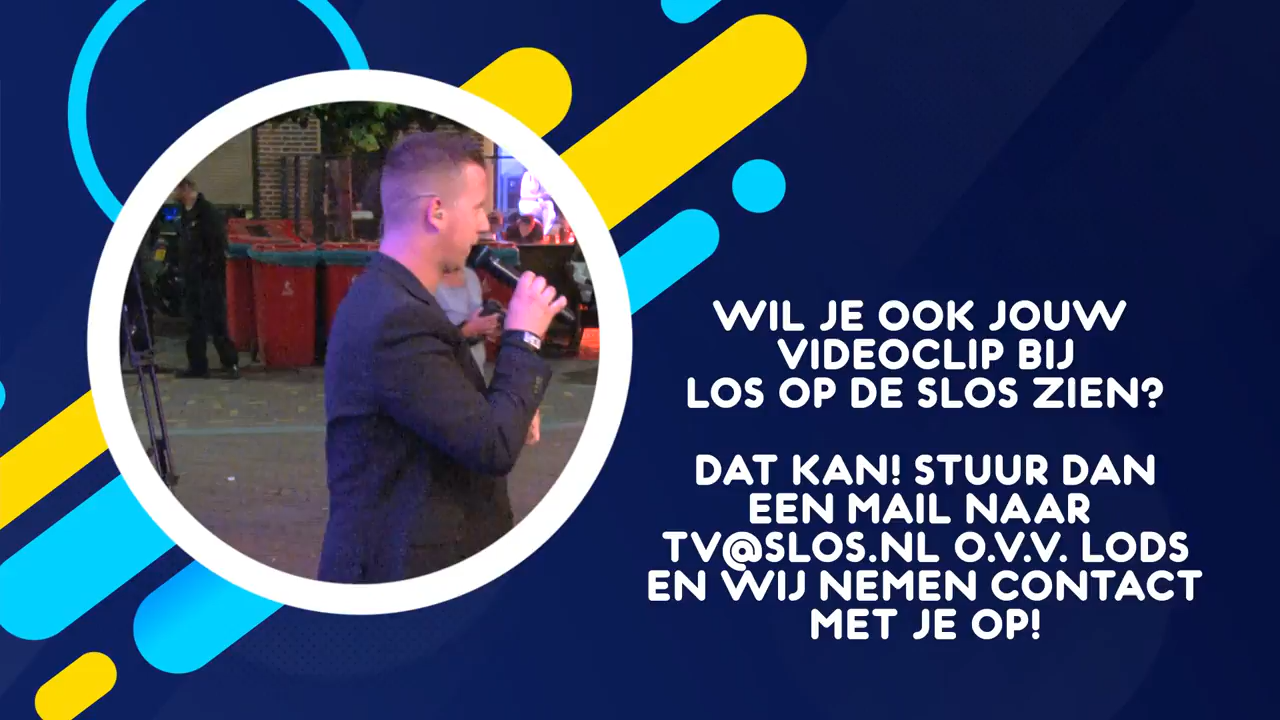 WIL JE OOK JOUW
VIDEOCLIP BIJ
LOS OP DE SLOS ZIEN?
DAT KAN! STUUR DAN
EEN MAIL NAAR
TV@SLOS.NL O.V.V. LODS
EN WIJ NEMEN CONTACT
MET JE OP!